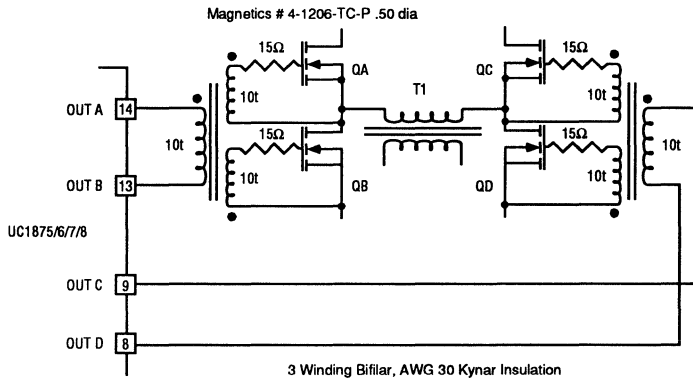 Magnetics # 4-1206-TC-P .50 dia
15Ω
15Ω
QA
QC
T1
10t
10t
OUT A
14
15Ω
15Ω
10t
10t
10t
10t
OUT B
13
QB
QD
UC1875/6/7/8
OUT C
9
OUT D
8
3 Winding Bifilar, AWG 30 Kynar Insulation